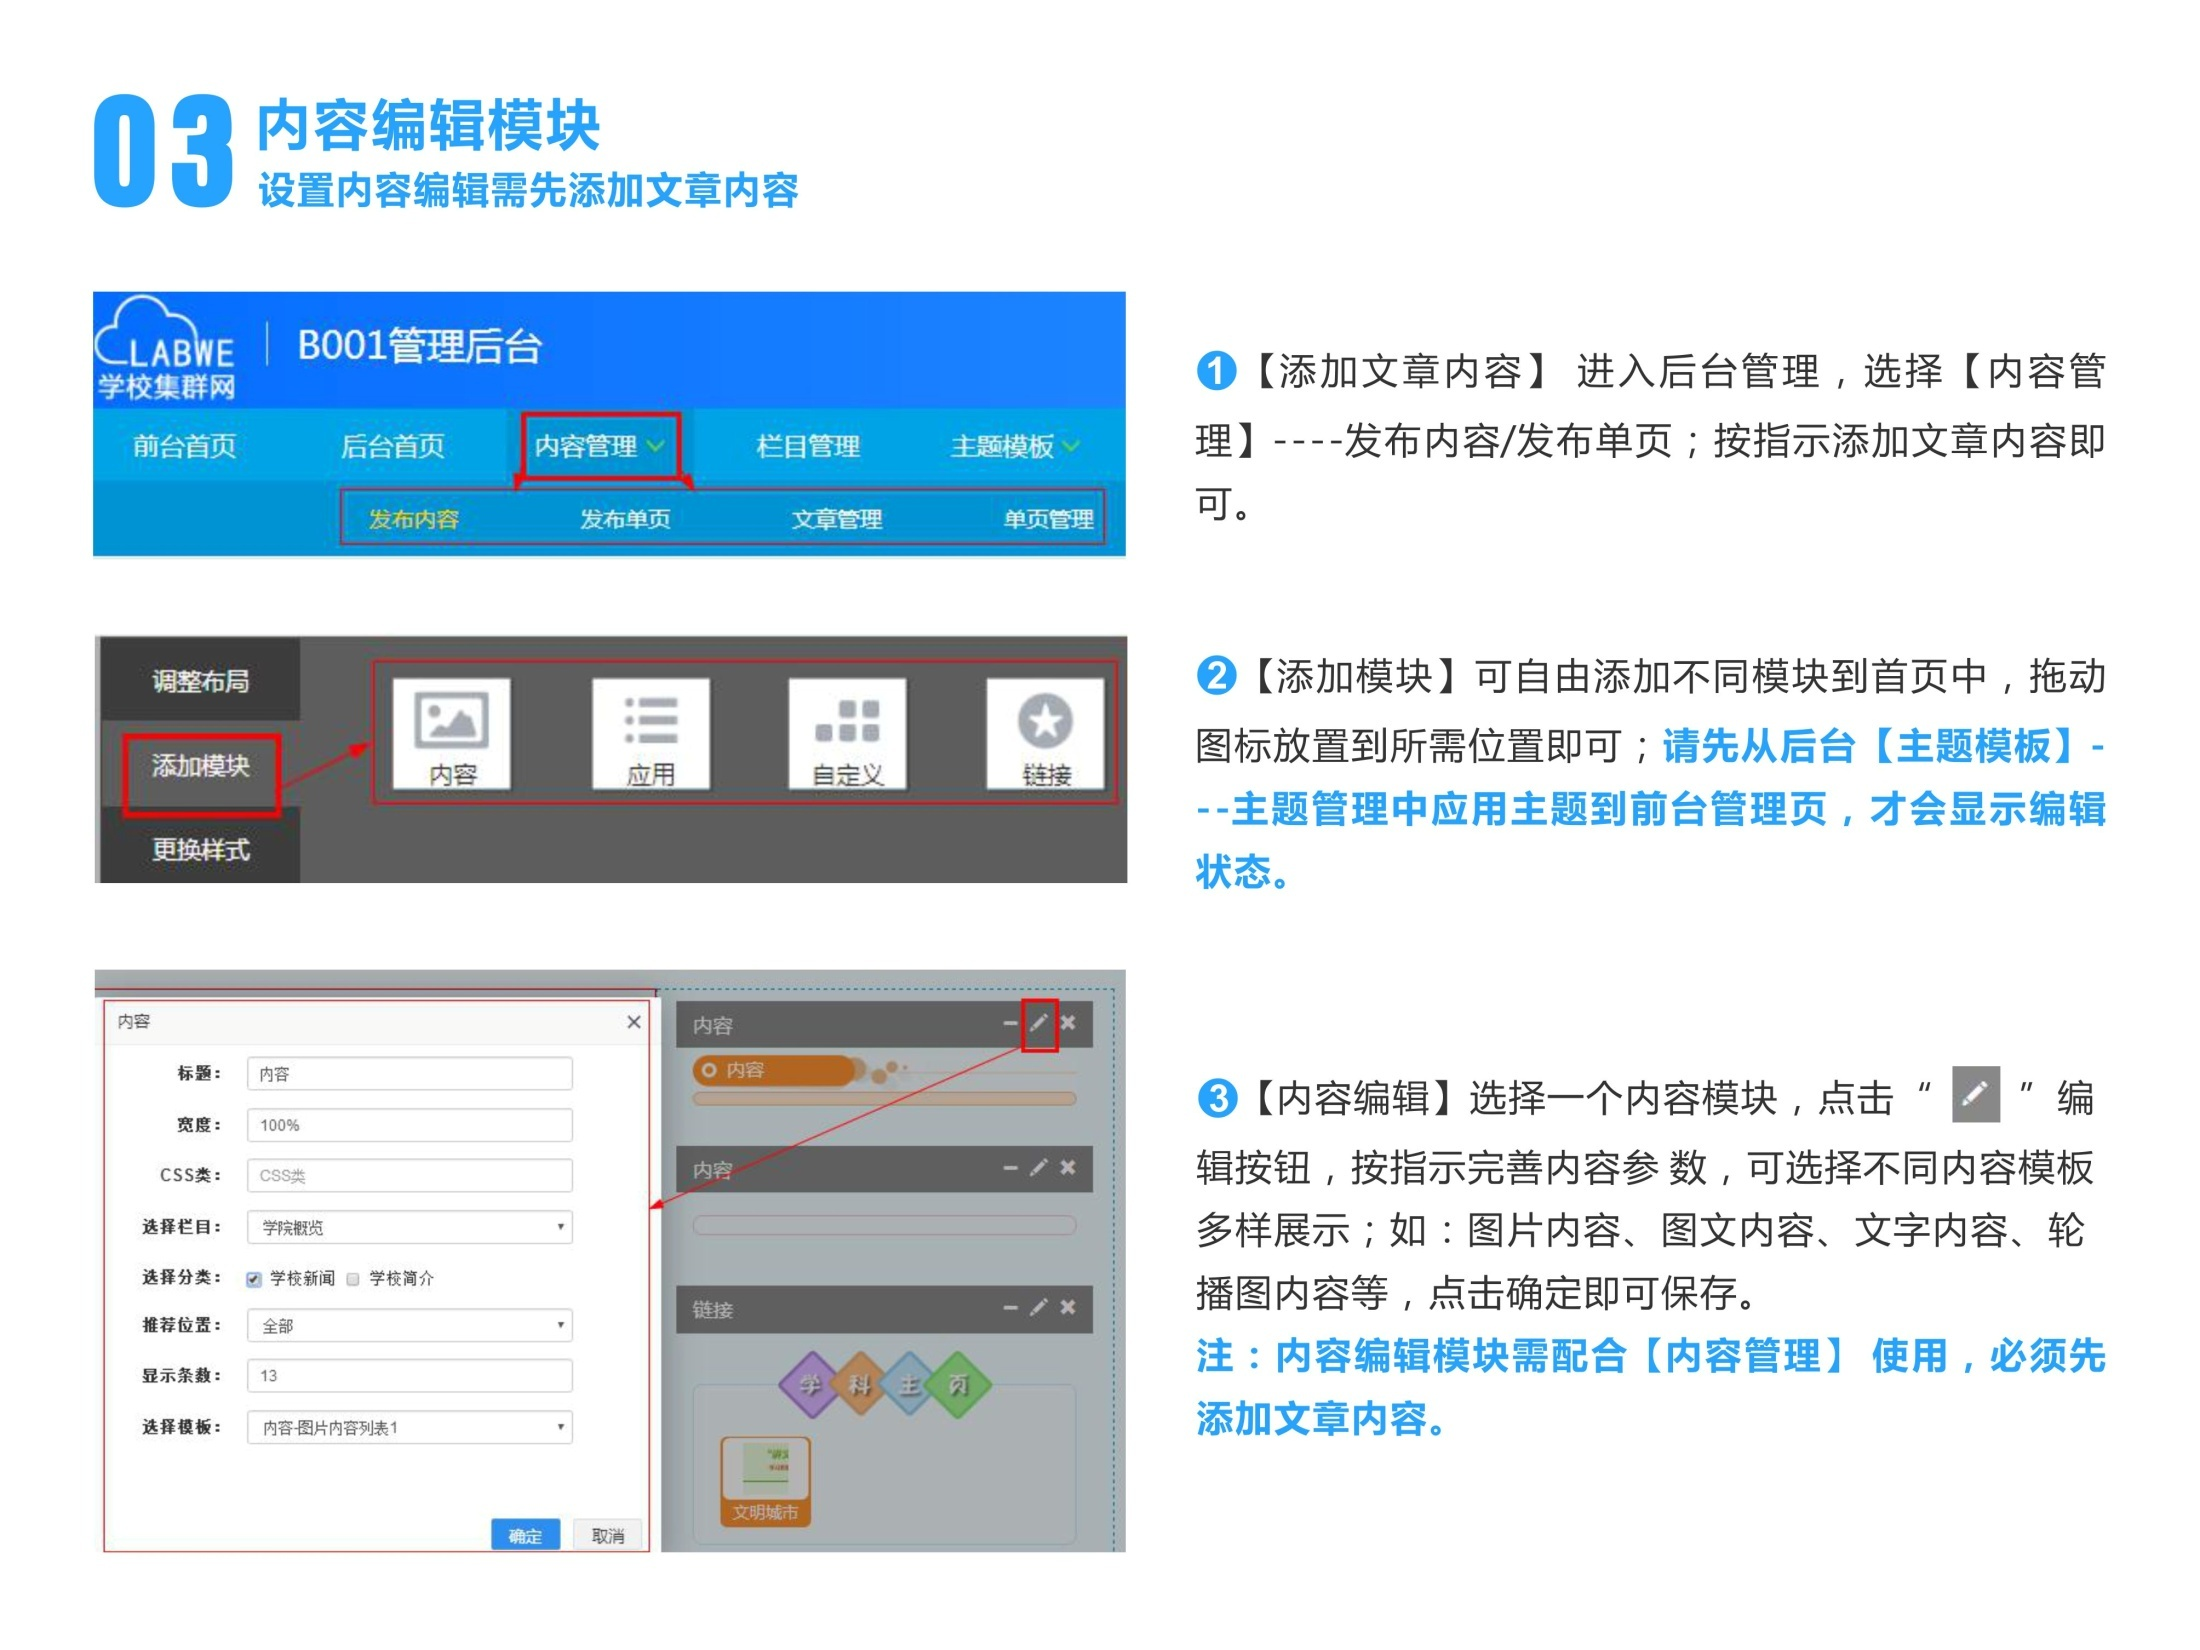 03
内容编辑模块
设置内容编辑需先添加文章内容
LABWE
学校集群网
B001管理后台
前台首页 后台首页 内容管理 栏目管理 主题模板
发布内容 发布单页 文章管理 单页管理
❶【添加文章内容】 进入后台管理，选择【内容管
理】----发布内容/发布单页；按指示添加文章内容即
可。
调整布局
添加模块
更换样式
内容 应用 自定义 链接
❷【添加模块】可自由添加不同模块到首页中，拖动
图标放置到所需位置即可；请先从后台【主题模板】-
--主题管理中应用主题到前台管理页，才会显示编辑
状态。
内容
标题： 内容
宽度： 100%
CSS类： CSS类
选择栏目： 学院概览
选择分类： 学校新闻 学校简介
推荐位置： 全部
显示条数： 13
选择模板： 内容-图片内容列表1
确定 取消
内容
内容
内容
链接
学科主页
文明城市
❸【内容编辑】选择一个内容模块，点击“ ”编
辑按钮，按指示完善内容参 数，可选择不同内容模板
多样展示；如：图片内容、图文内容、文字内容、轮
播图内容等，点击确定即可保存。
注：内容编辑模块需配合【内容管理】 使用，必须先
添加文章内容。